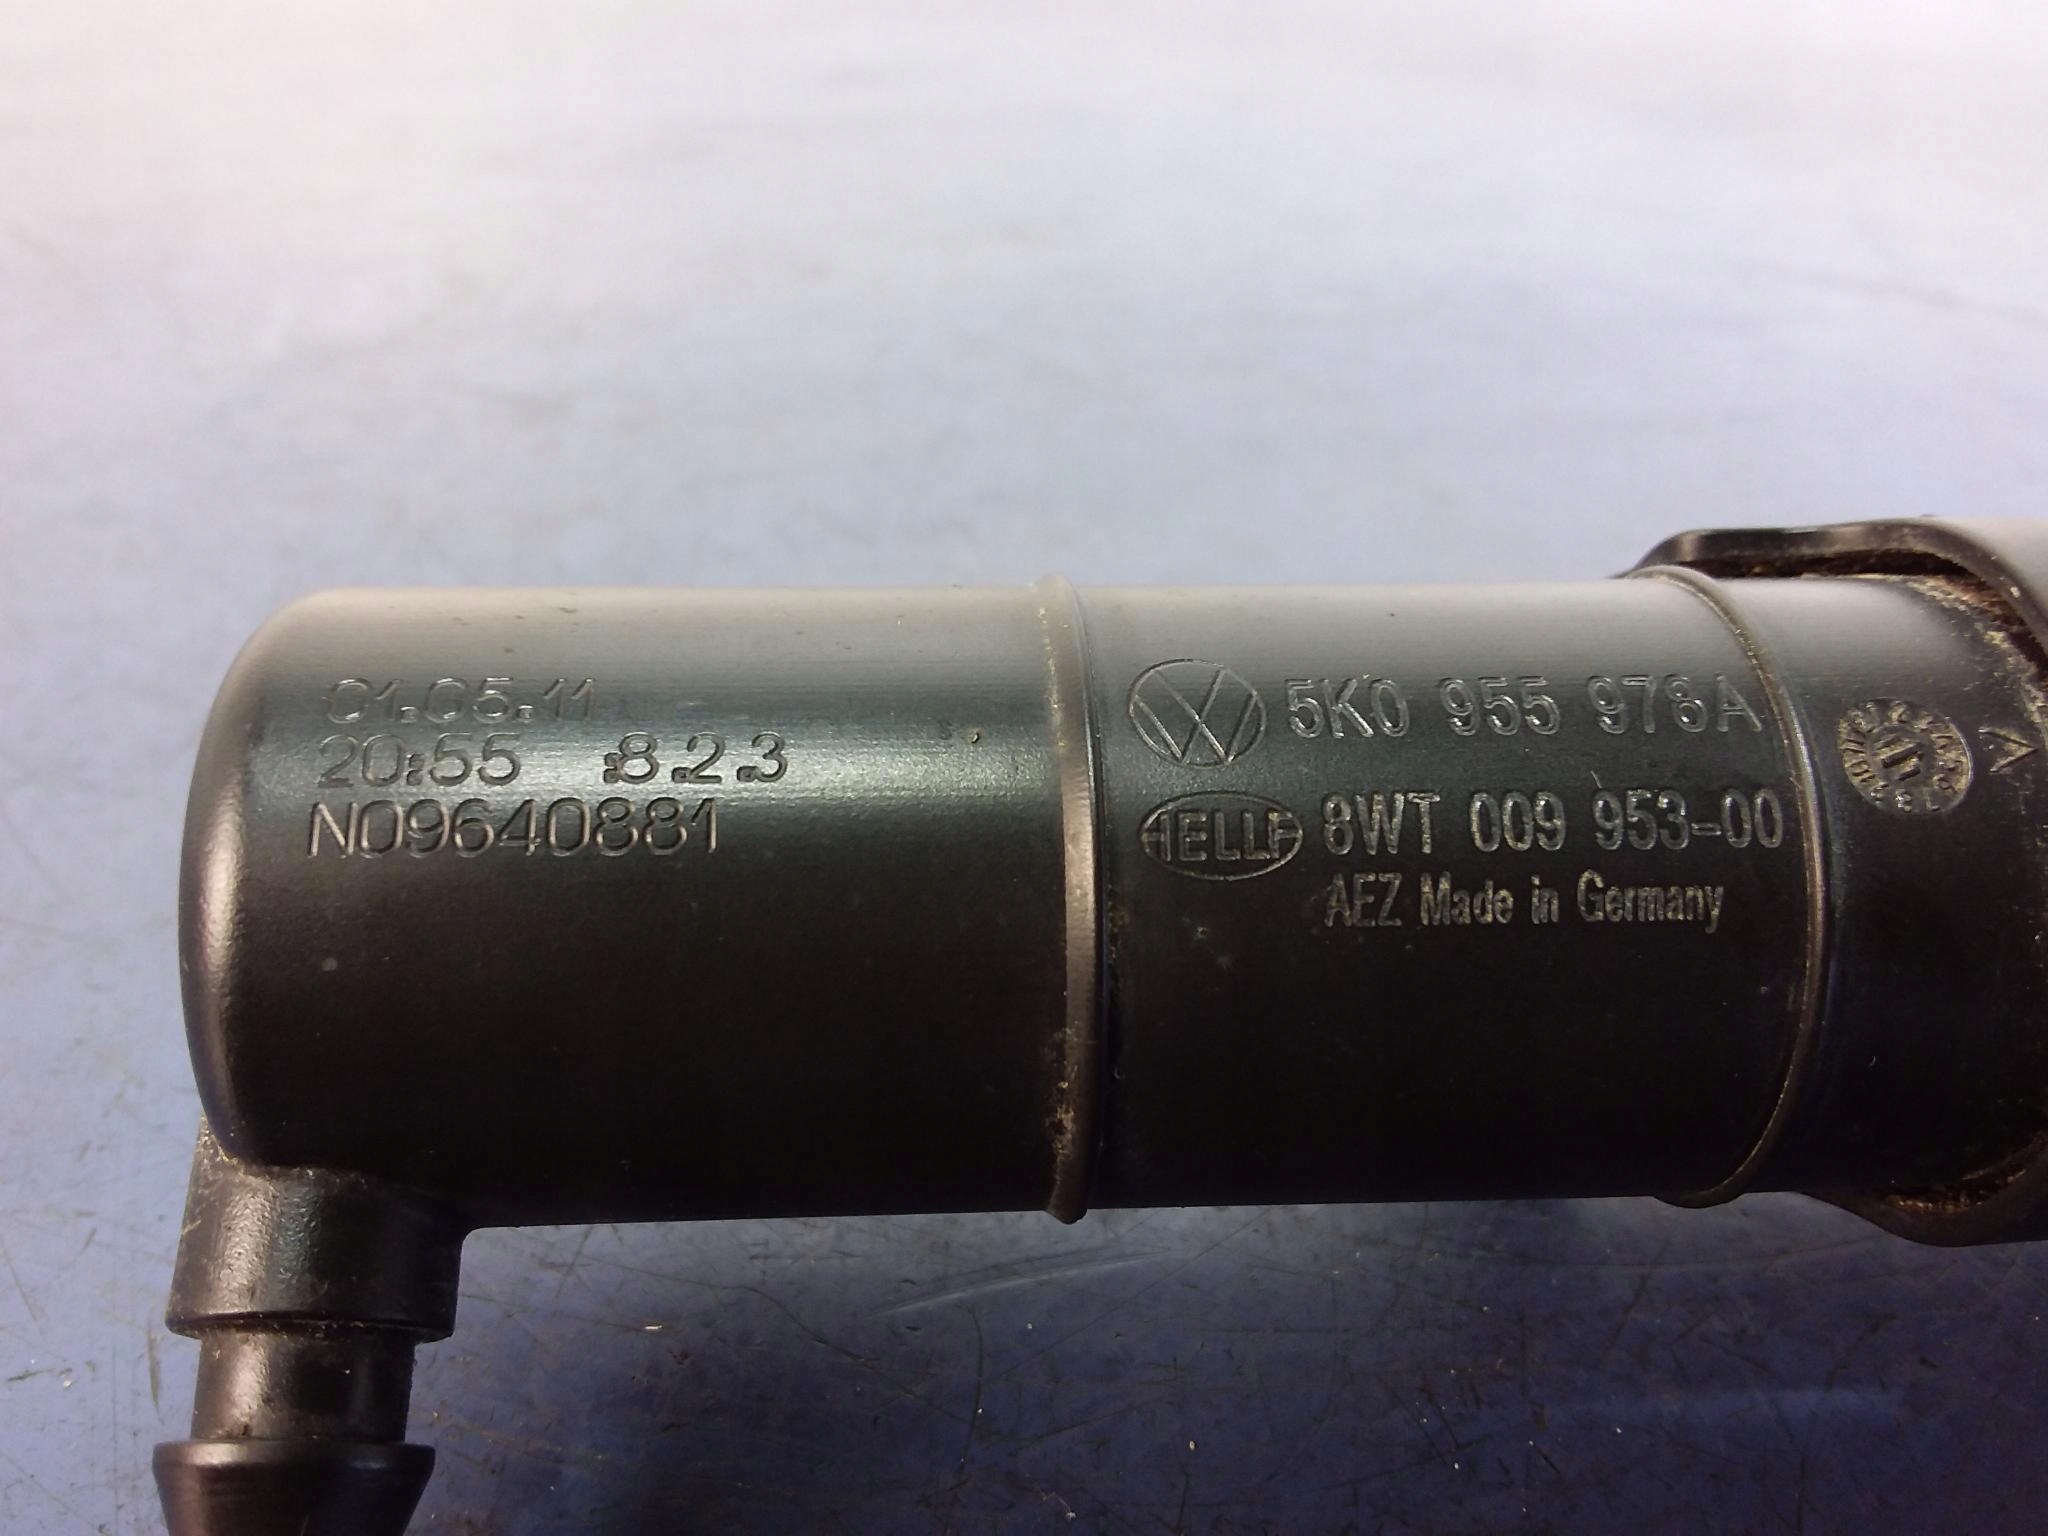 01.05.11
20:55 :8.2.3
N09640881
5K0 955 978A
HELLA 8WT 009 953-00
AEZ Made in Germany